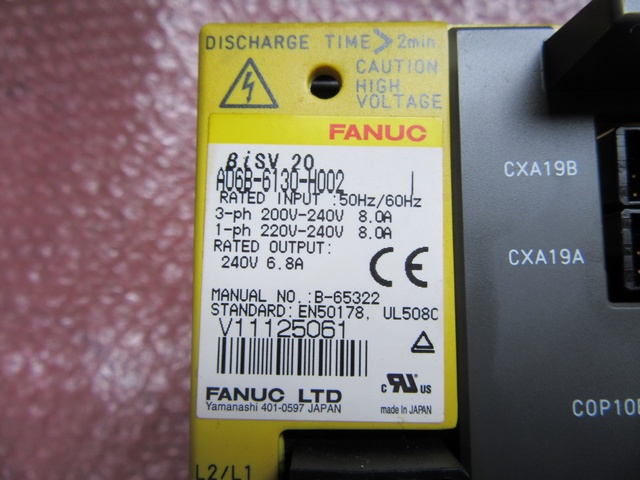 DISCHARGE TIME > 2min.
CAUTION
HIGH
VOLTAGE
FANUC
βiSV 20
A06B-6130-H002 J
RATED INPUT :50Hz/60Hz
3-ph 200V-240V 8.0A
1-ph 220V-240V 8.0A
RATED OUTPUT:
240V 6.8A
CE
MANUAL NO.:B-65322
STANDARD:EN50178, UL508C
V11125061
FANUC LTD
Yamanashi 401-0597 JAPAN
c RU US
made in JAPAN
L2/L1
CXA19B
CXA19A
COP10